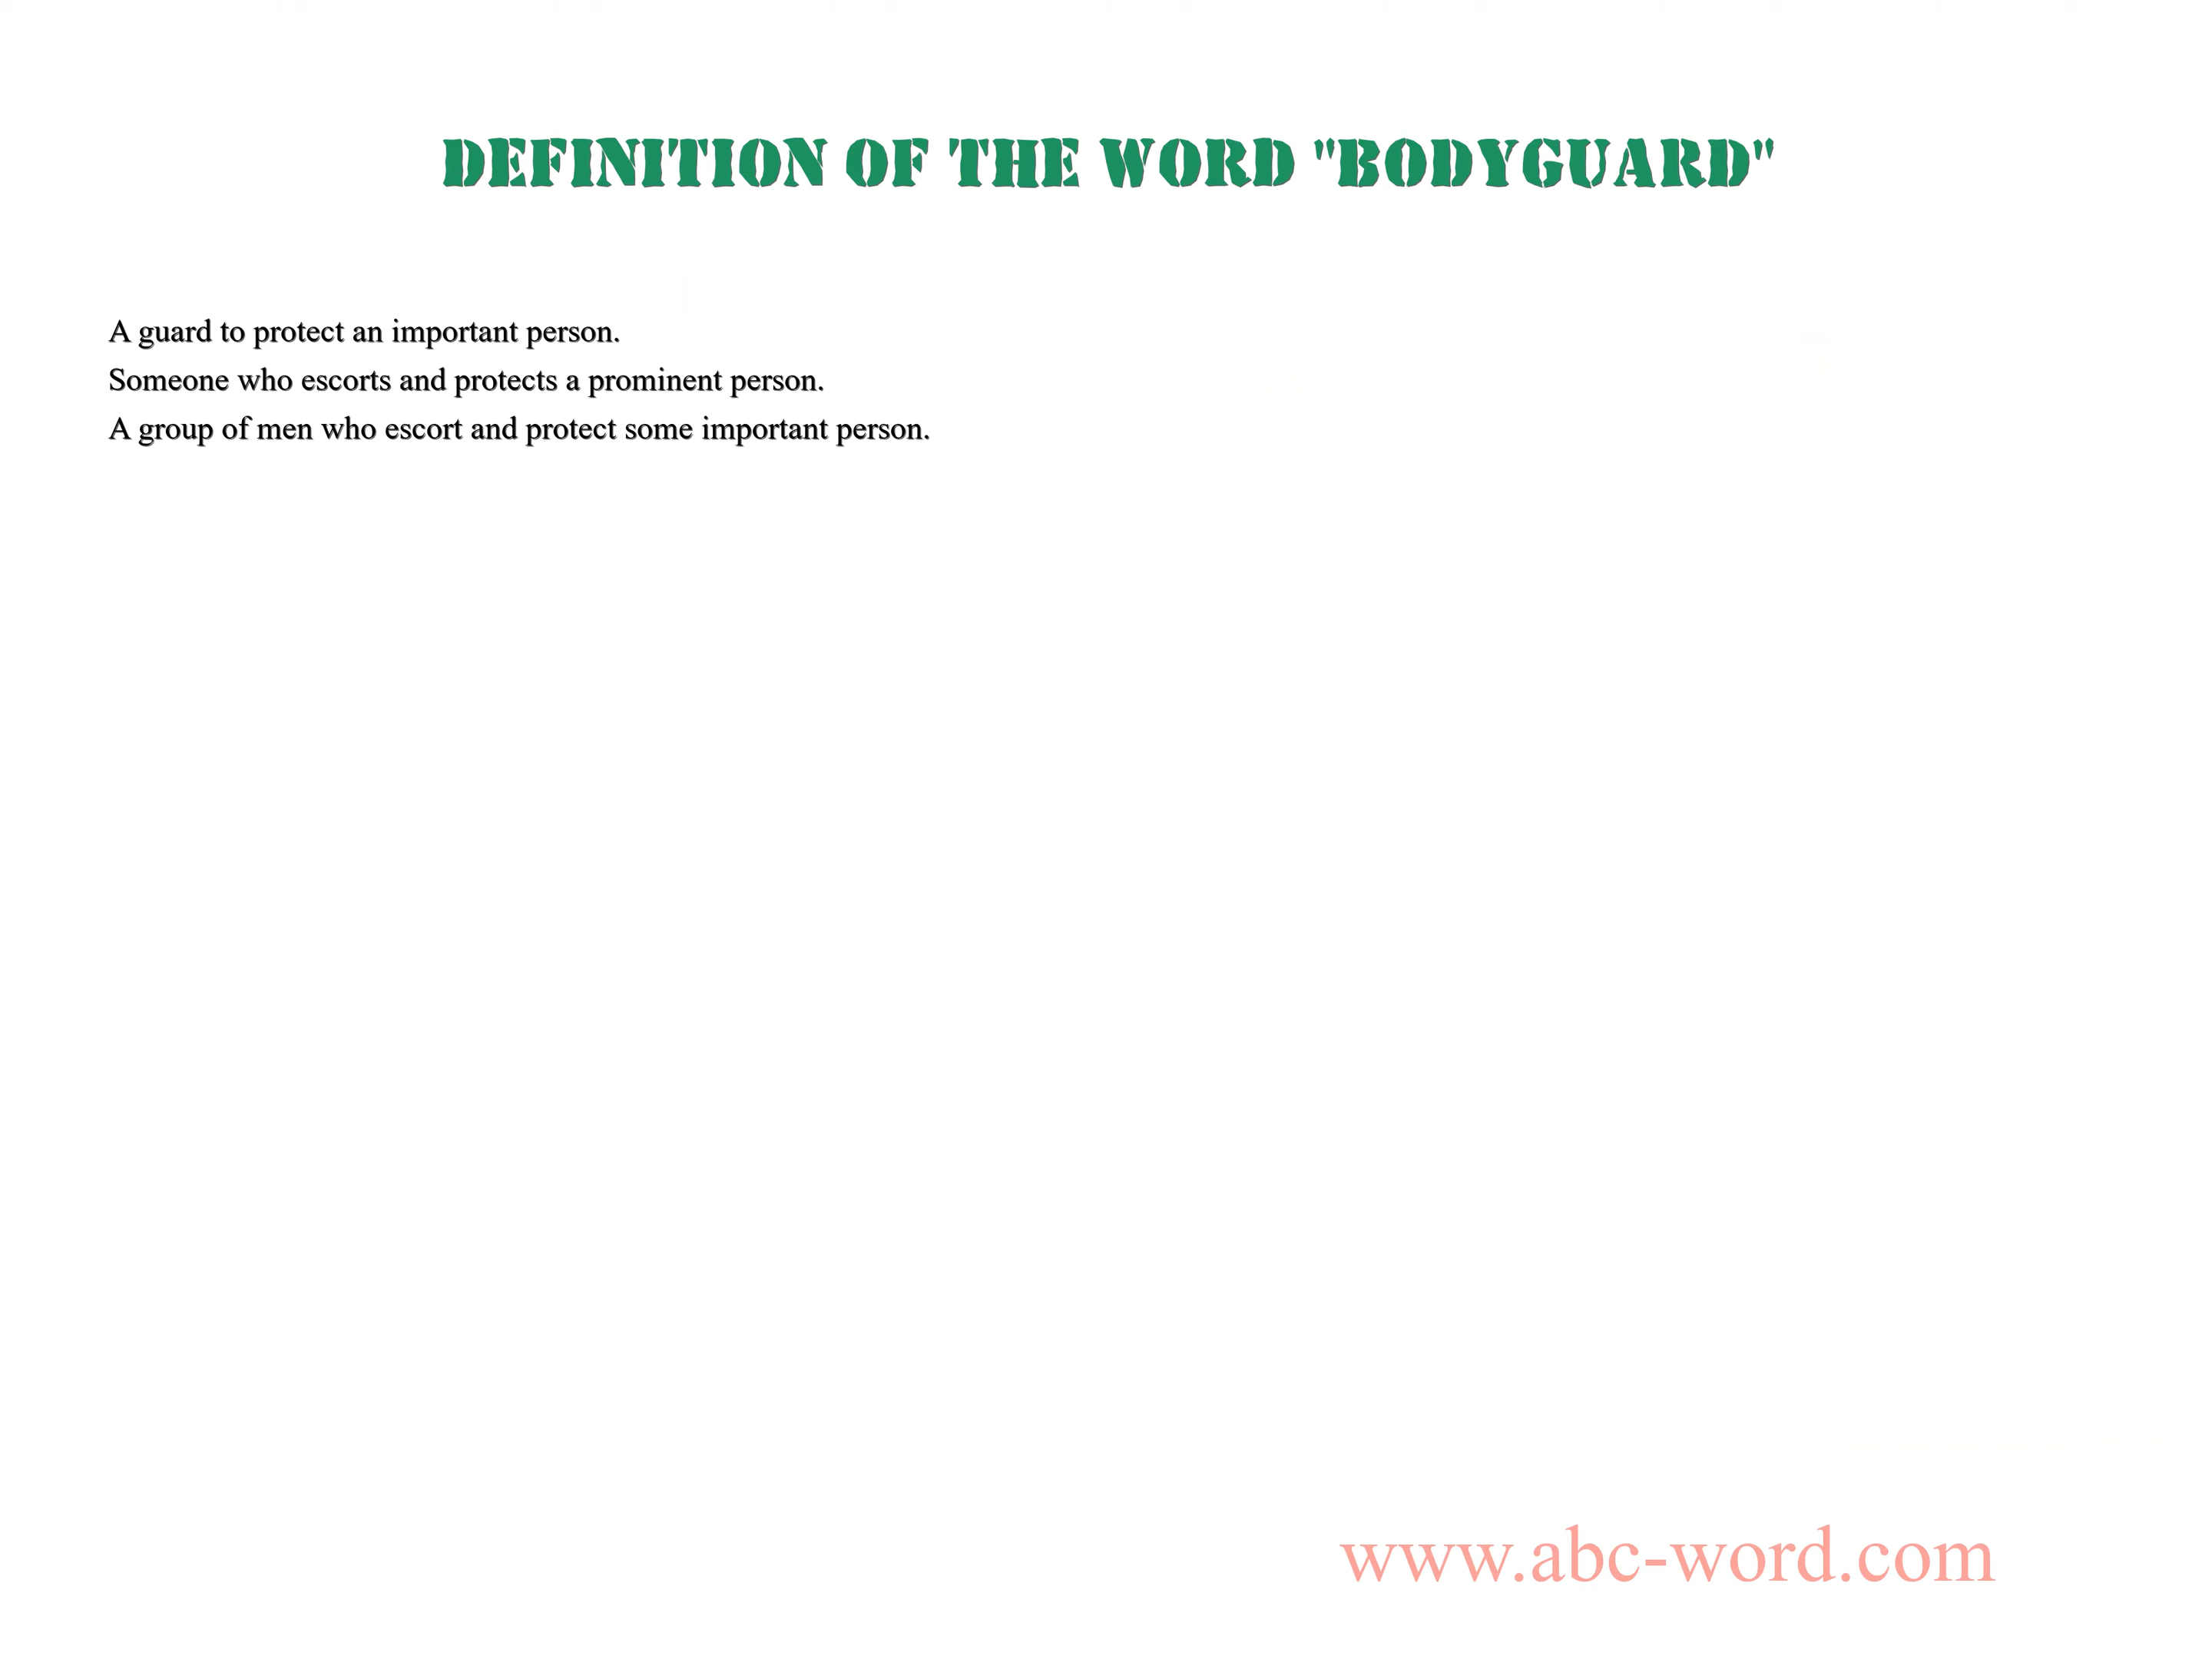 DEFINITION OF THE WORD "BODYGUARD"
A guard to protect an important person.
Someone who escorts and protects a prominent person.
A group of men who escort and protect some important person.
www.abc-word.com